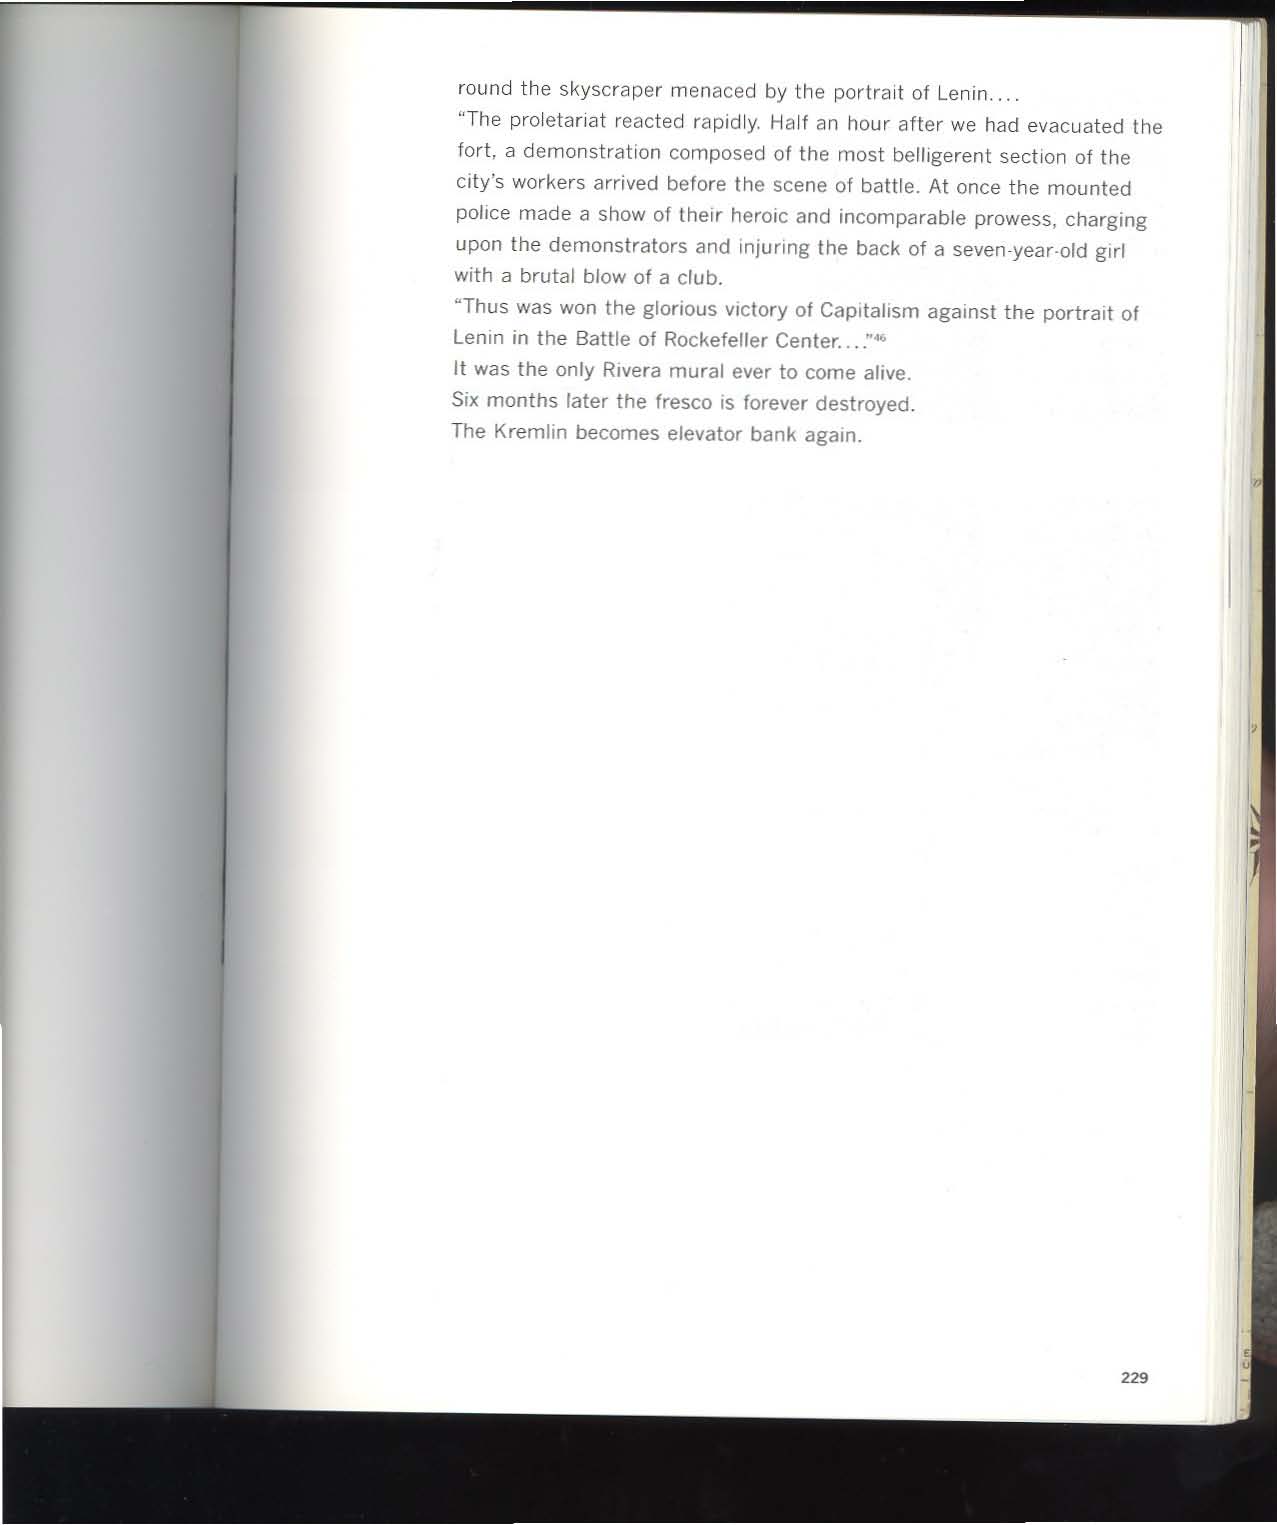 round the skyscraper menaced by the portrait of Lenin....
“The proletariat reacted rapidly. Half an hour after we had evacuated the
fort, a demonstration composed of the most belligerent section of the
city’s workers arrived before the scene of battle. At once the mounted
police made a show of their heroic and incomparable prowess, charging
upon the demonstrators and injuring the back of a seven-year-old girl
with a brutal blow of a club.
“Thus was won the glorious victory of Capitalism against the portrait of
Lenin in the Battle of Rockefeller Center....”46
It was the only Rivera mural ever to come alive.
Six months later the fresco is forever destroyed.
The Kremlin becomes elevator bank again.
229